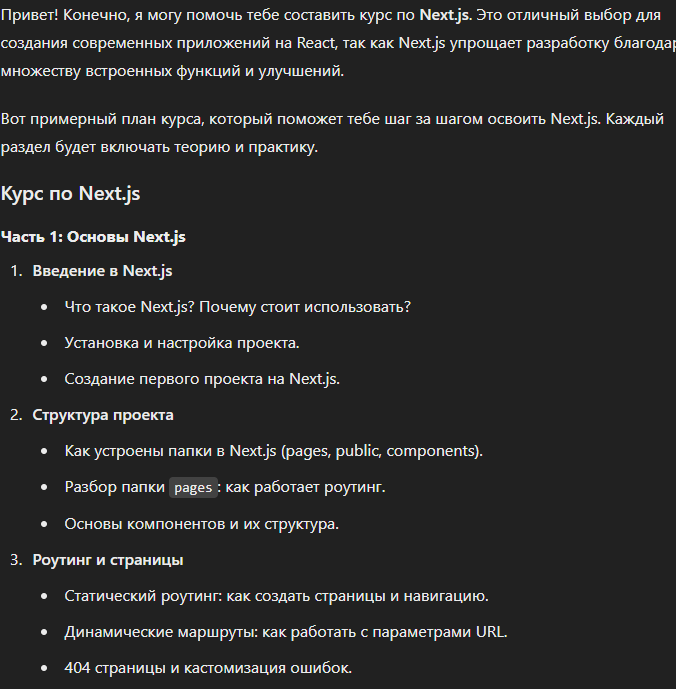 Привет! Конечно, я могу помочь тебе составить курс по Next.js. Это отличный выбор для
создания современных приложений на React, так как Next.js упрощает разработку благодар
множеству встроенных функций и улучшений.
Вот примерный план курса, который поможет тебе шаг за шагом освоить Next.js. Каждый
раздел будет включать теорию и практику.
Курс по Next.js
Часть 1: Основы Next.js
1. Введение в Next.js
• Что такое Next.js? Почему стоит использовать?
• Установка и настройка проекта.
• Создание первого проекта на Next.js.
2. Структура проекта
• Как устроены папки в Next.js (pages, public, components).
• Разбор папки pages: как работает роутинг.
• Основы компонентов и их структура.
3. Роутинг и страницы
• Статический роутинг: как создать страницы и навигацию.
• Динамические маршруты: как работать с параметрами URL.
• 404 страницы и кастомизация ошибок.